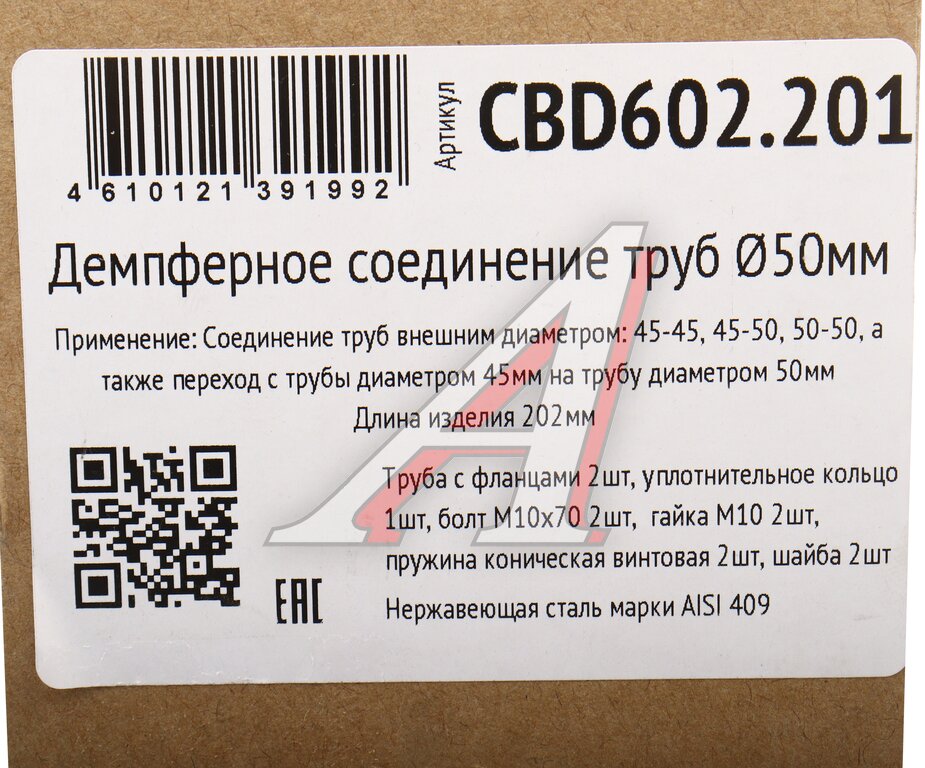 4 610121 391992
Артикул
CBD602.201
Демпферное соединение труб Ø50мм
Применение: Соединение труб внешним диаметром: 45-45, 45-50, 50-50, а
также переход с трубы диаметром 45мм на трубу диаметром 50мм
Длина изделия 202мм
Труба с фланцами 2шт, уплотнительное кольцо
1шт, болт М10х70 2шт, гайка М10 2шт,
пружина коническая винтовая 2шт, шайба 2шт
Нержавеющая сталь марки AISI 409
EAC